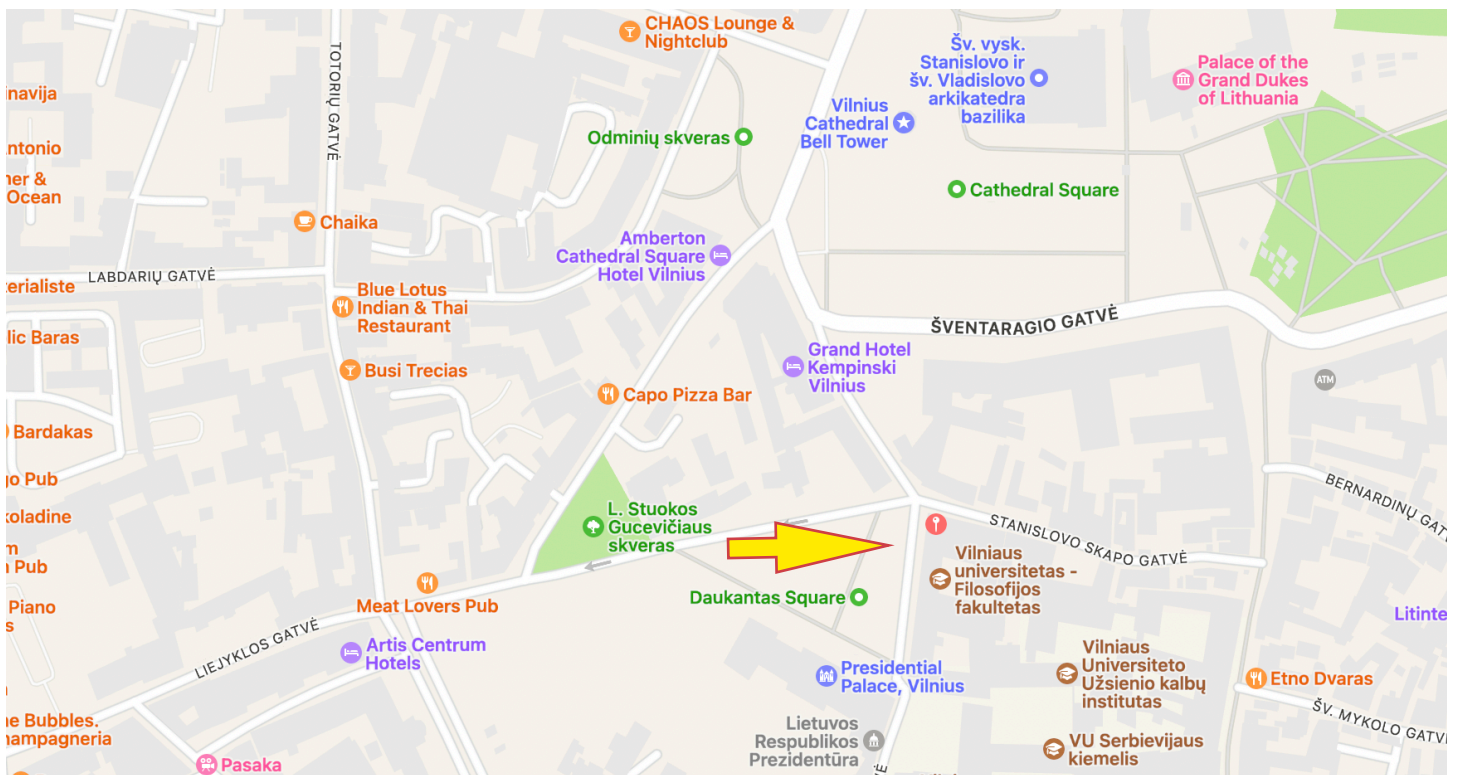 CHAOS Lounge &
Nightclub
Šv. vysk.
Stanislovo ir
šv. Vladislovo
arkikatedra
bazilika
Palace of the
Grand Dukes
of Lithuania
TOTORIŲ GATVĖ
inavija
Vilnius
Cathedral
Bell Tower
Odminių skveras
ntonio
ner &
Ocean
Cathedral Square
Chaika
Amberton
Cathedral Square
Hotel Vilnius
LABDARIŲ GATVĖ
erialiste
Blue Lotus
Indian & Thai
Restaurant
ŠVENTARAGIO GATVĖ
lic Baras
Grand Hotel
Kempinski
Vilnius
Busi Trecias
ATM
Capo Pizza Bar
Bardakas
go Pub
BERNARDINŲ GAT
koladine
L. Stuokos
Gucevičiaus
skveras
STANISLOVO SKAPO GATVĖ
m
Pub
Vilniaus
universitetas -
Filosofijos
fakultetas
Daukantas Square
Piano
s
Meat Lovers Pub
LIEJYKLOS GATVĖ
Litinte
Artis Centrum
Hotels
Vilniaus
Universiteto
Užsienio kalbų
institutas
Presidential
Palace, Vilnius
Etno Dvaras
ŠV. MYKOLO GATV
ne Bubbles.
hampagneria
Lietuvos
Respublikos
Prezidentūra
VU Serbievijaus
kiemelis
Pasaka
VĖ